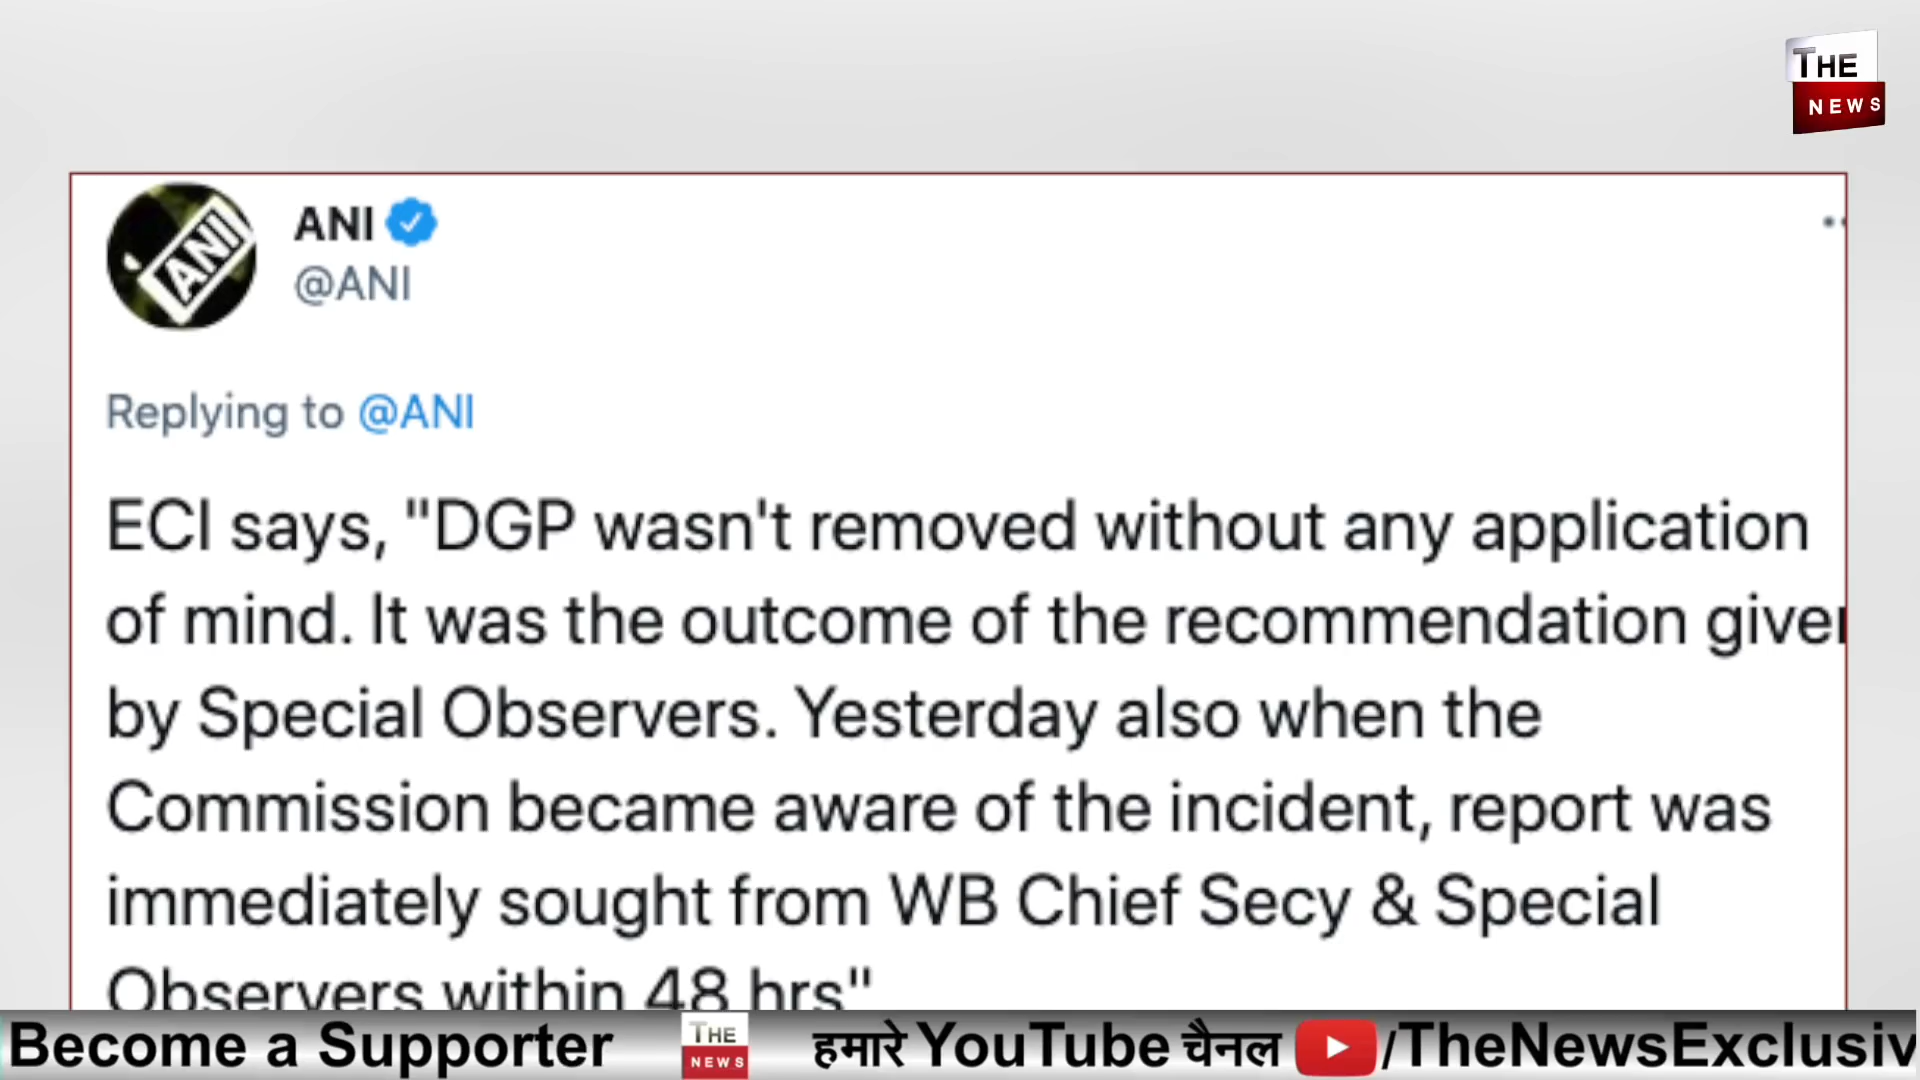 THE
NEWS
ANI
ANI
@ANI
Replying to @ANI
ECI says, "DGP wasn't removed without any application
of mind. It was the outcome of the recommendation given
by Special Observers. Yesterday also when the
Commission became aware of the incident, report was
immediately sought from WB Chief Secy & Special
Observers within 48 hrs"
Become a Supporter THE NEWS हमारे YouTube चैनल /TheNewsExclusiv